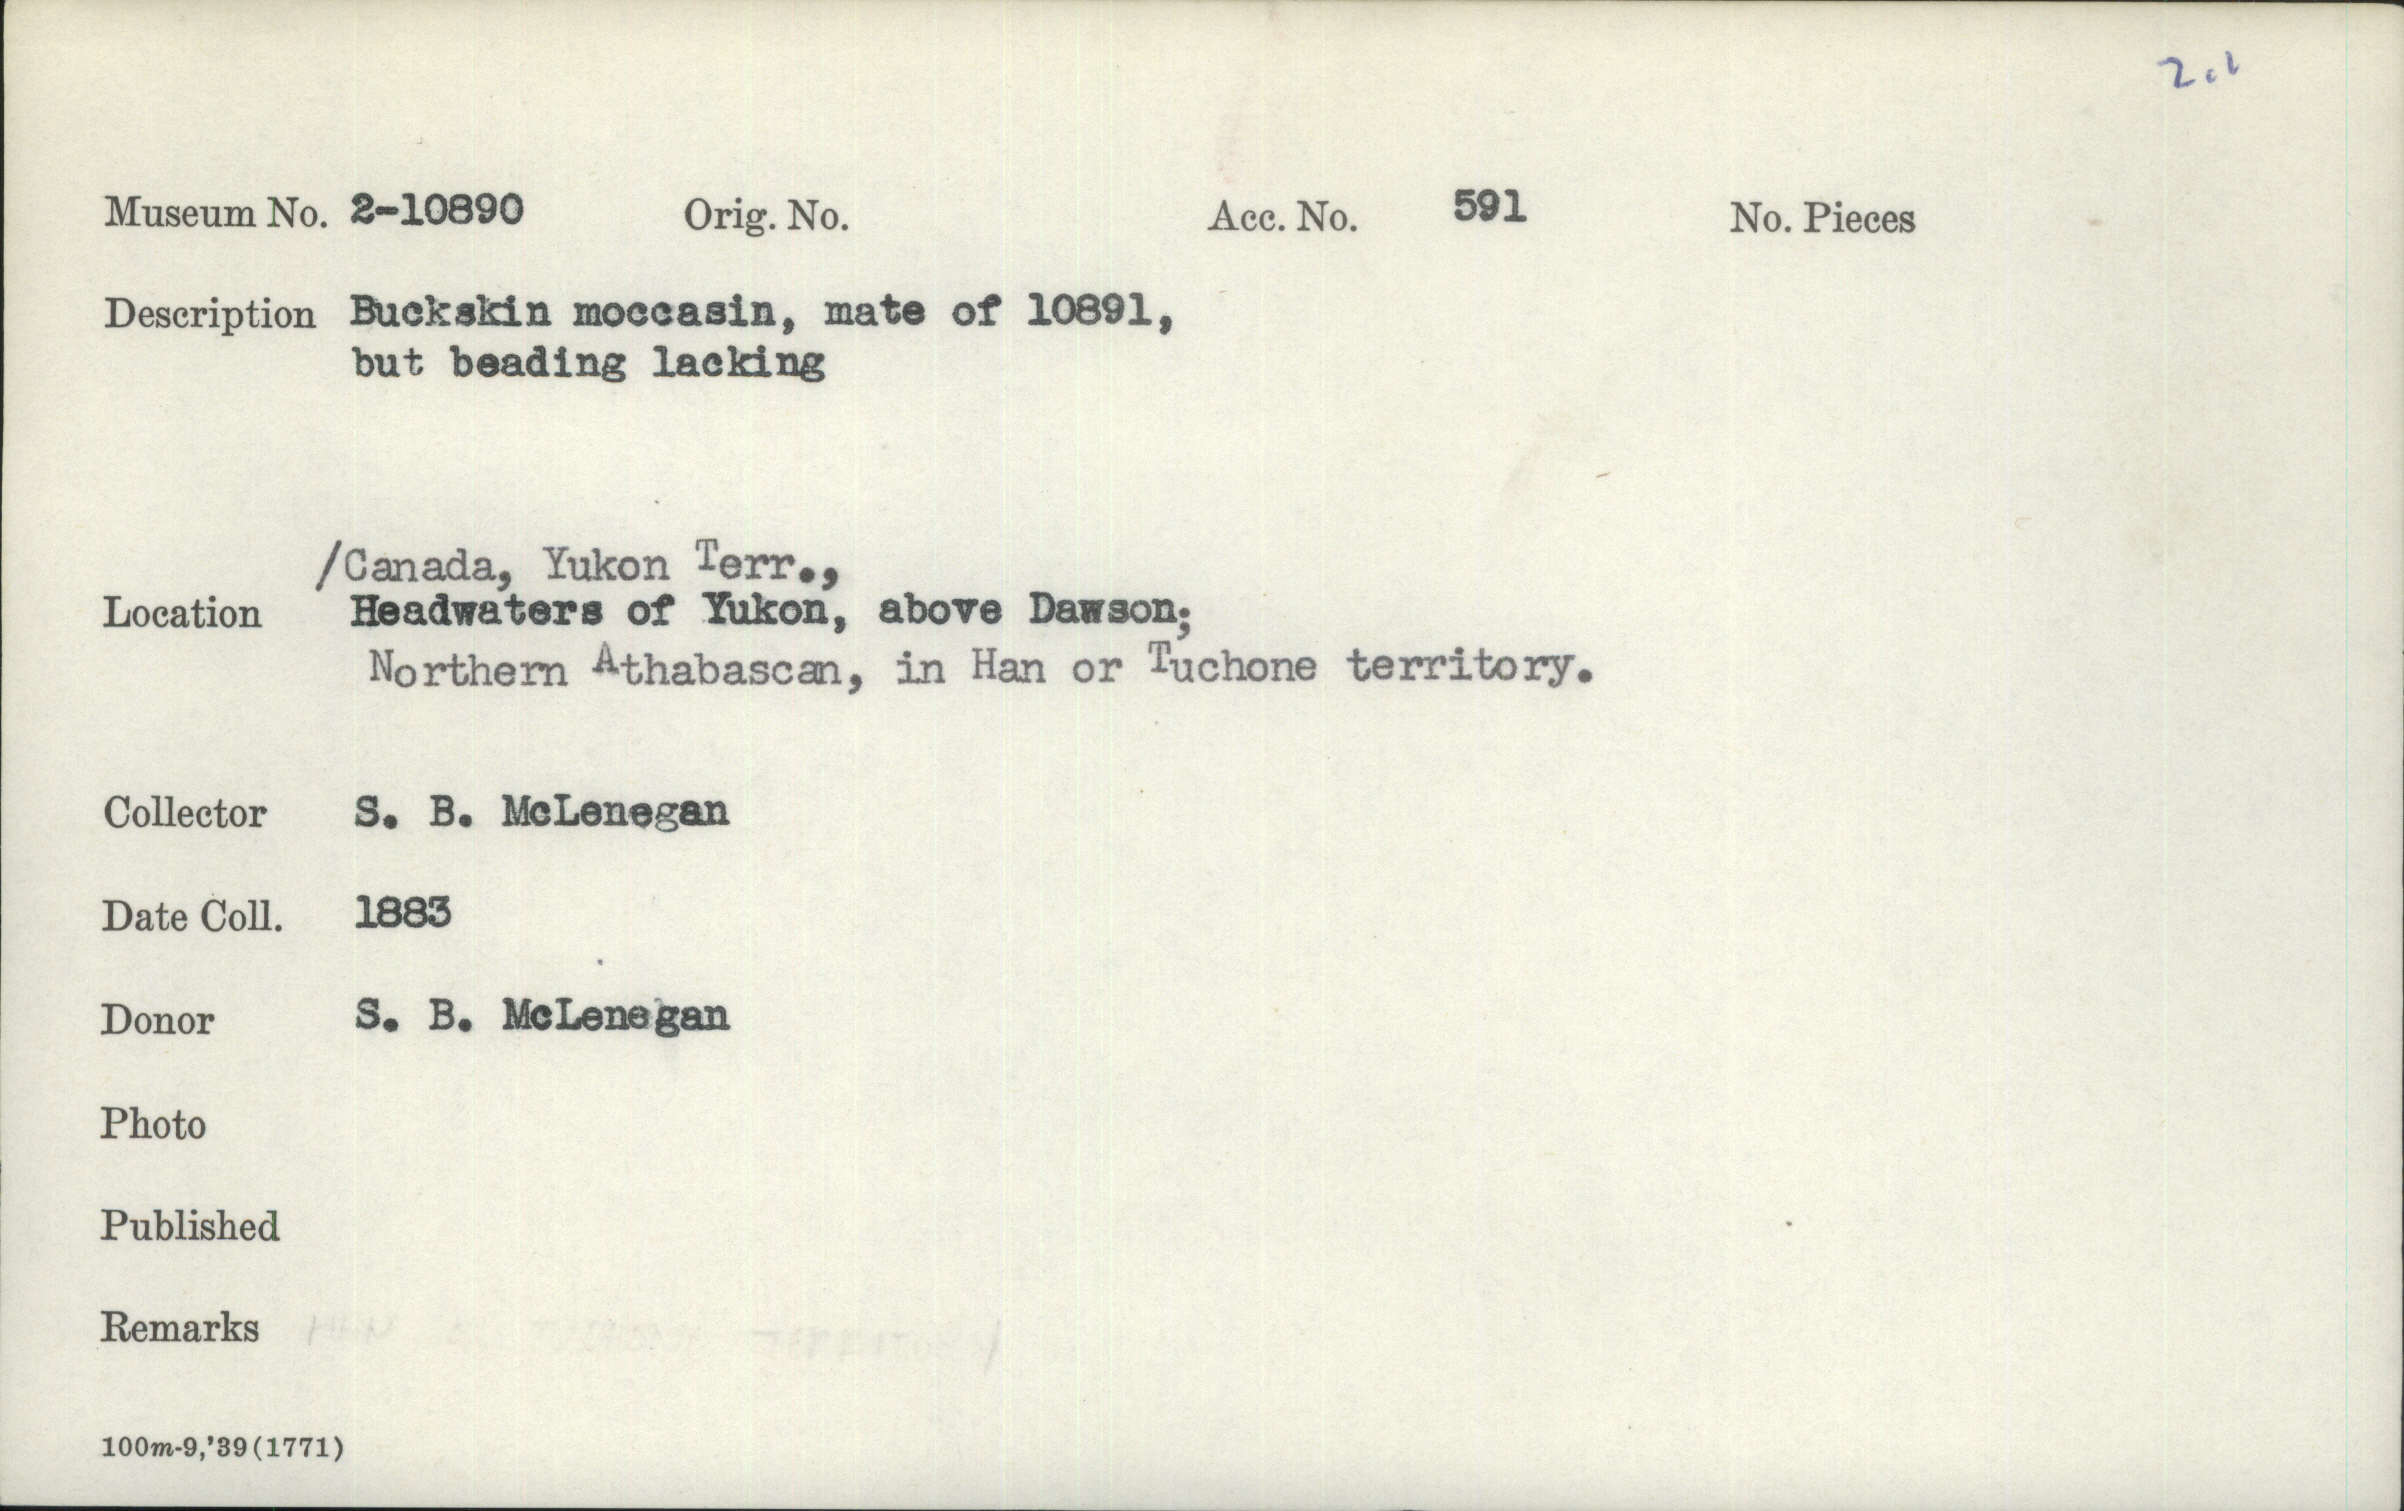 2.1
Museum No. 2-10890 Orig. No. Acc. No. 591 No. Pieces
Description Buckskin moccasin, mate of 10891,
but beading lacking
/Canada, Yukon Terr.,
Location Headwaters of Yukon, above Dawson;
Northern Athabascan, in Han or Tuchone territory.
Collector S. B. McLenegan
Date Coll. 1883
Donor S. B. McLenegan
Photo
Published
Remarks
100m-9,'39(1771)